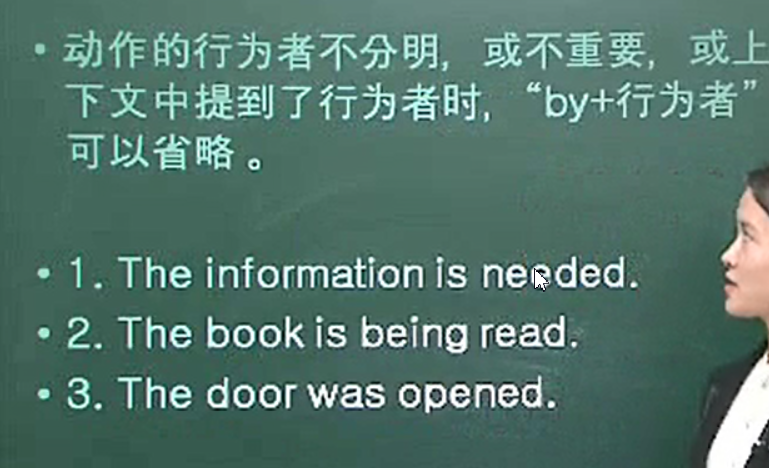 • 动作的行为者不分明，或不重要，或上
下文中提到了行为者时，“by+行为者”
可以省略。
• 1. The information is needed.
• 2. The book is being read.
• 3. The door was opened.